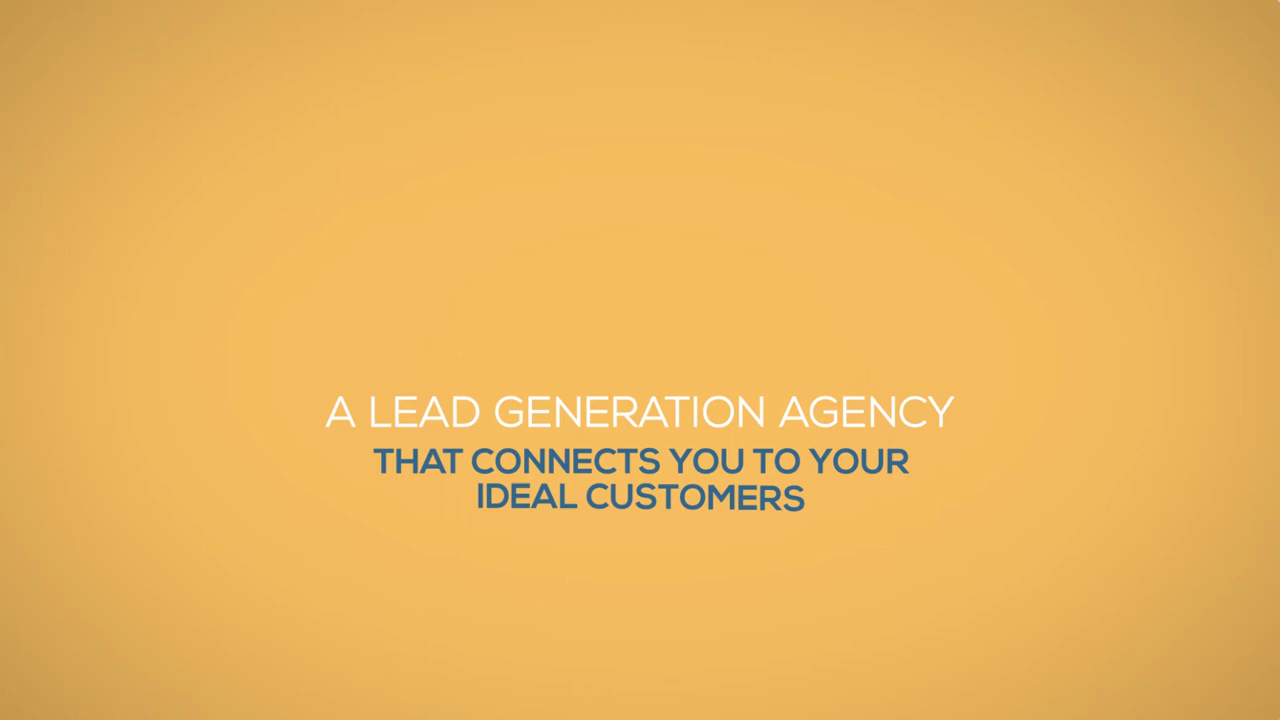 A LEAD GENERATION AGENCY
THAT CONNECTS YOU TO YOUR
IDEAL CUSTOMERS